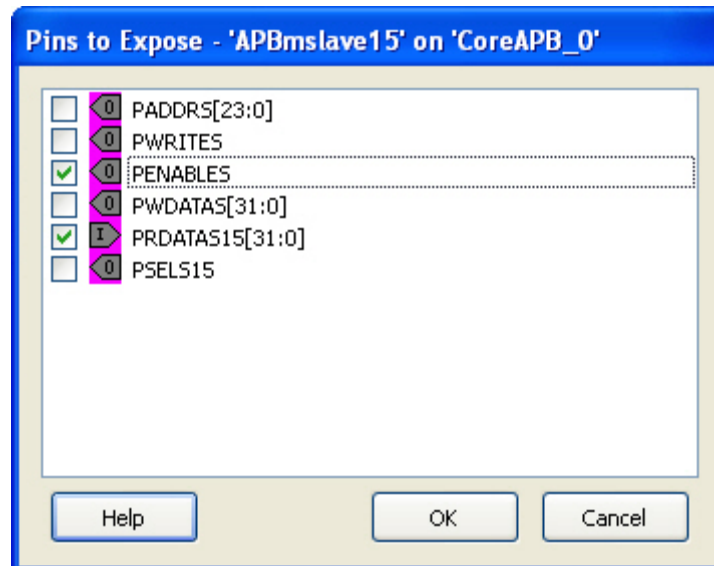 Pins to Expose - 'APBmslave15' on 'CoreAPB_0'
O PADDRS[23:0]
O PWRITES
O PENABLES
O PWDATAS[31:0]
I PRDATAS15[31:0]
O PSELS15
Help OK Cancel